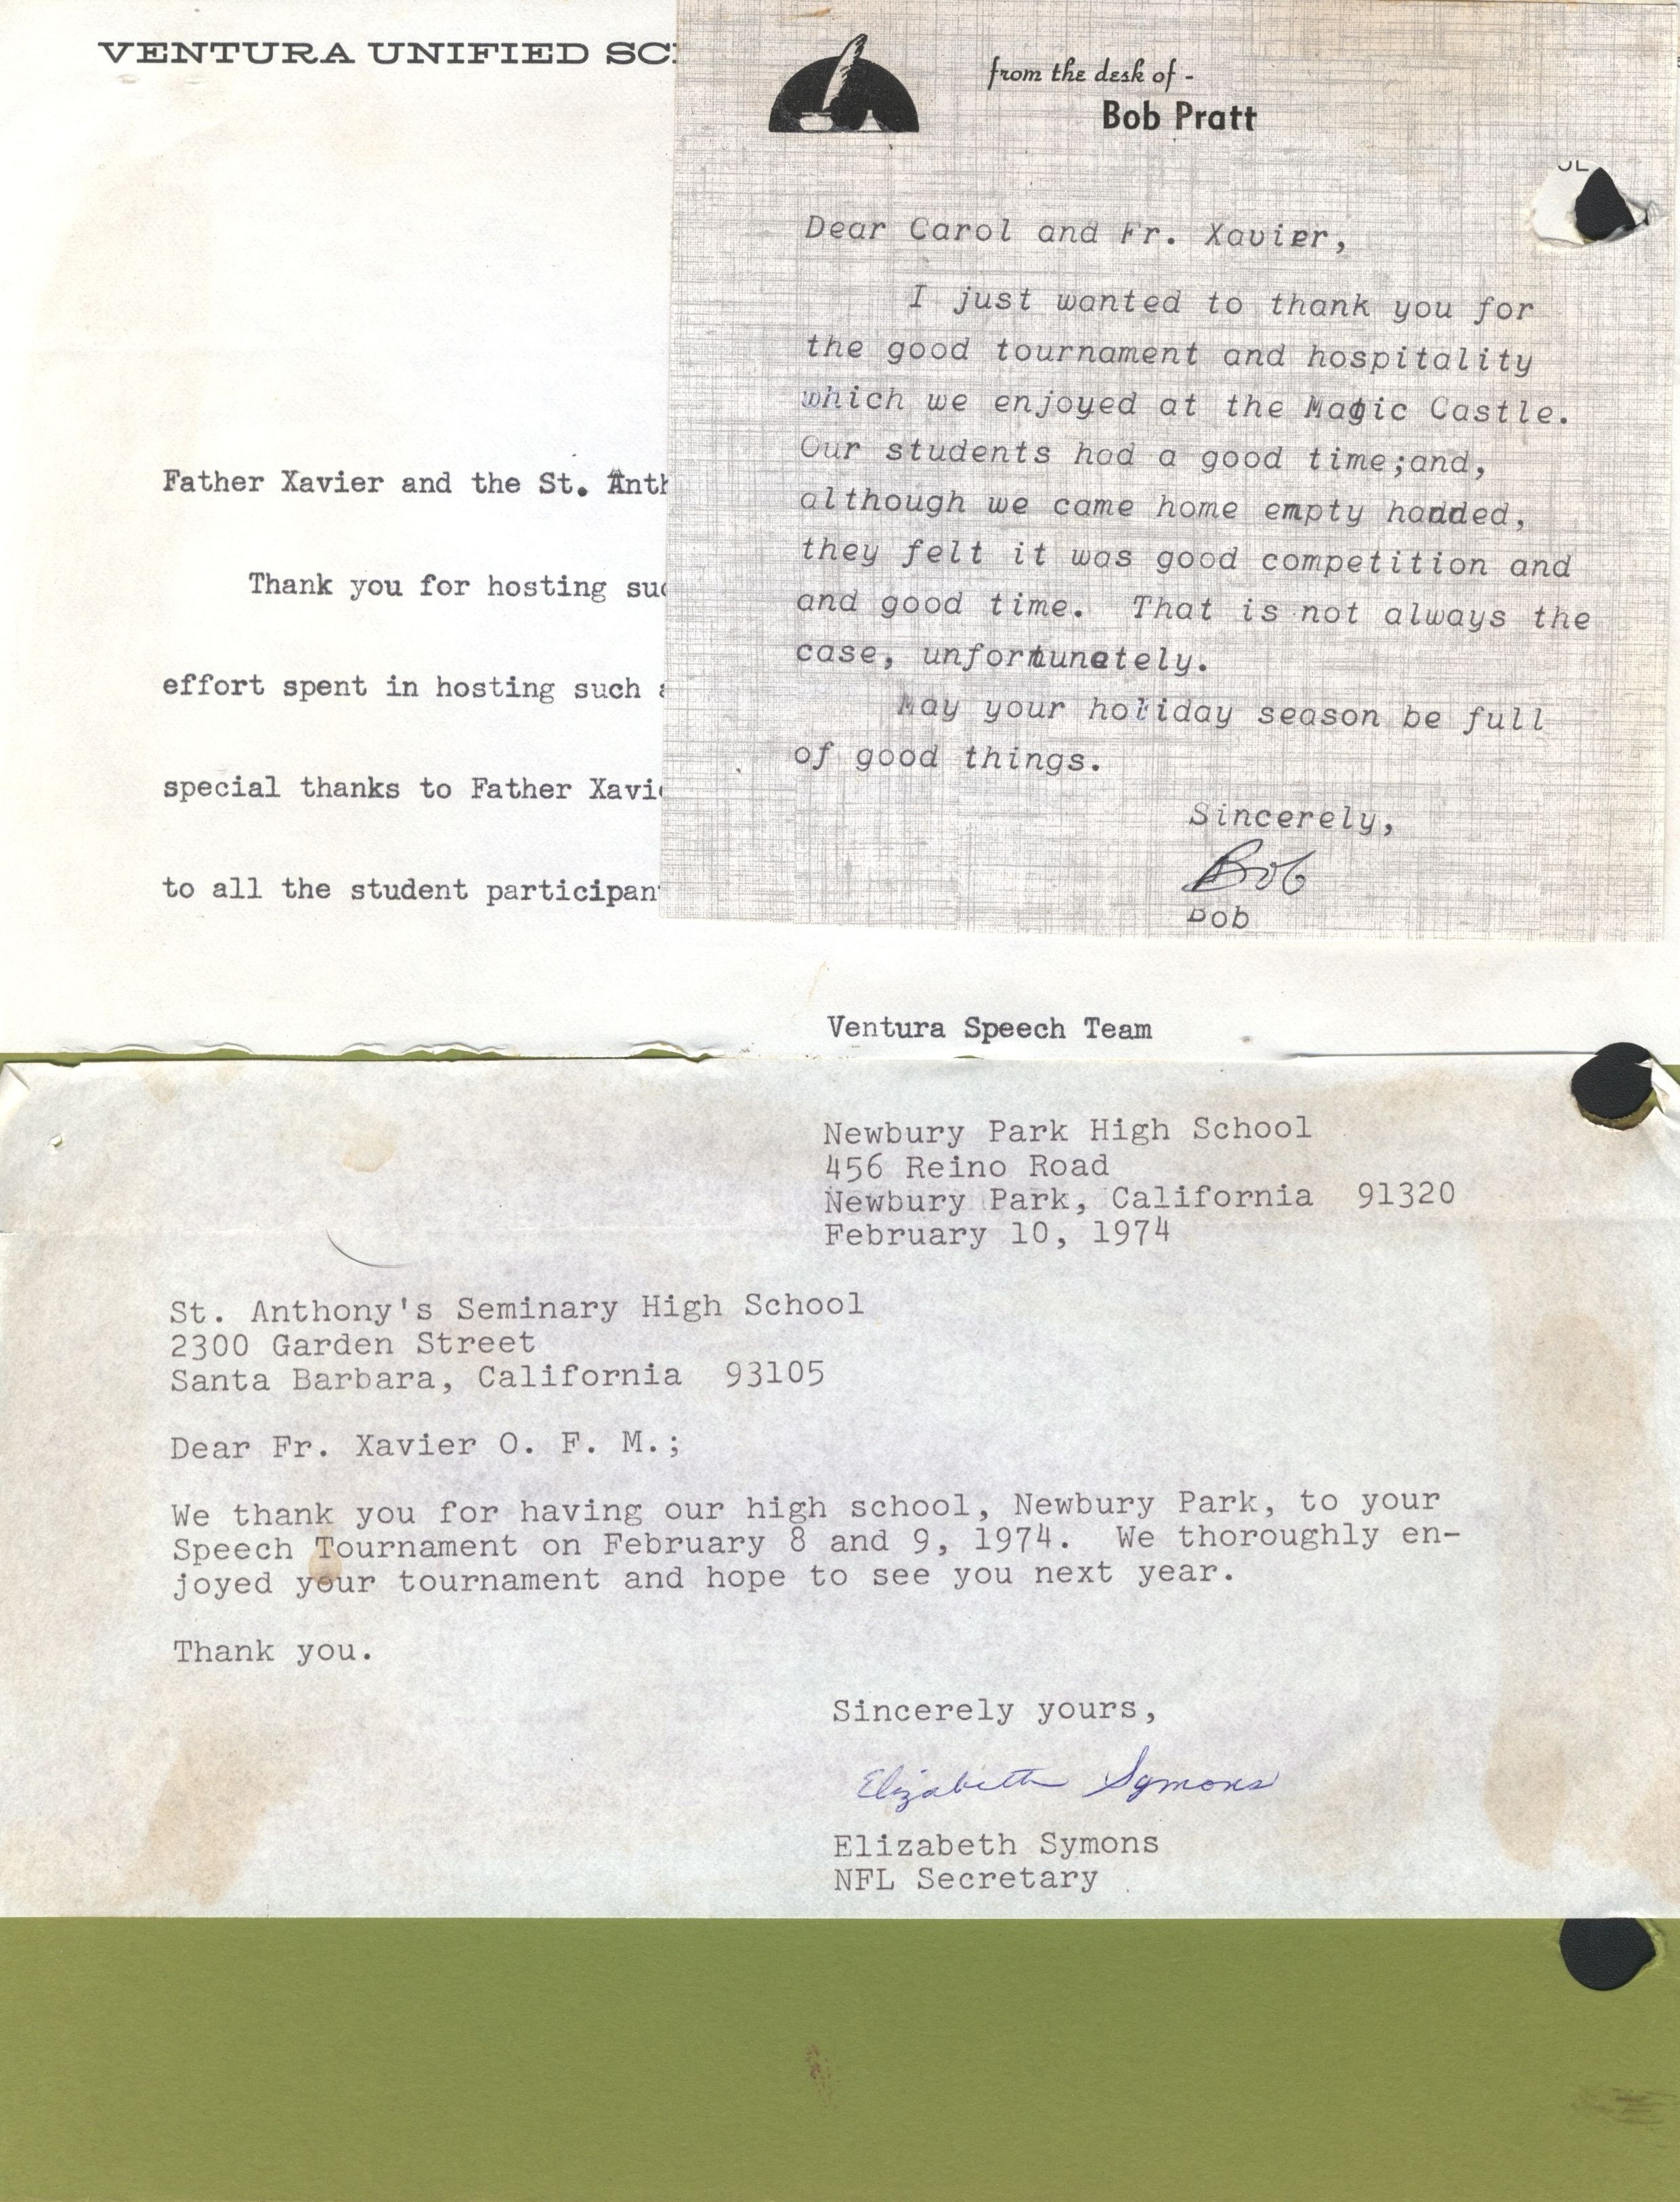 VENTURA UNIFIED SC
Father Xavier and the St. Anth
Thank you for hosting suc
effort spent in hosting such
special thanks to Father Xavi
to all the student participan
Ventura Speech Team
from the desk of -
Bob Pratt
Dear Carol and Fr. Xavier,
I just wanted to thank you for
the good tournament and hospitality
which we enjoyed at the Magic Castle.
Our students had a good time;and,
although we came home empty hadded,
they felt it was good competition and
and good time. That is not always the
case, unfortunately.
May your holiday season be full
of good things.
Sincerely,
Bob
Bob
Newbury Park High School
456 Reino Road
Newbury Park, California 91320
February 10, 1974
St. Anthony's Seminary High School
2300 Garden Street
Santa Barbara, California 93105
Dear Fr. Xavier O. F. M.;
We thank you for having our high school, Newbury Park, to your
Speech Tournament on February 8 and 9, 1974. We thoroughly en-
joyed your tournament and hope to see you next year.
Thank you.
Sincerely yours,
Elizabeth Symons
Elizabeth Symons
NFL Secretary